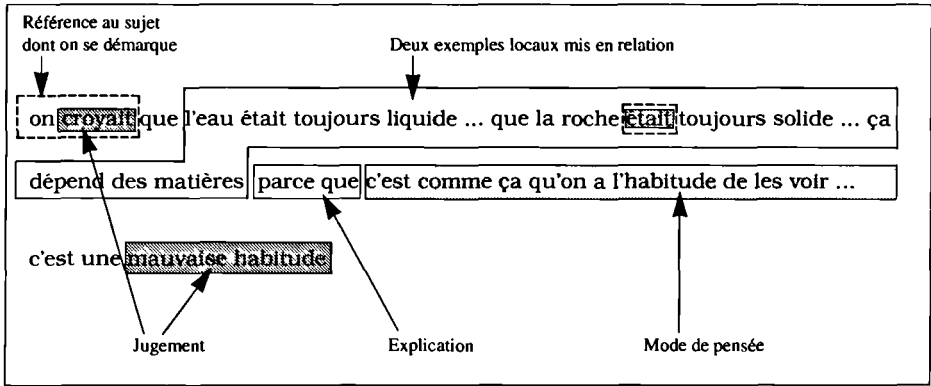 Référence au sujet
dont on se démarque
Deux exemples locaux mis en relation
on croyait que l'eau était toujours liquide ... que la roche était toujours solide ... ça
dépend des matières parce que c'est comme ça qu'on a l'habitude de les voir ...
c'est une mauvaise habitude
Jugement
Explication
Mode de pensée